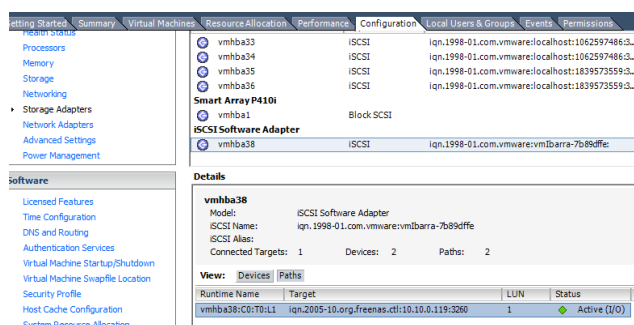 Getting Started Summary Virtual Machines Resource Allocation Performance Configuration Local Users & Groups Events Permissions
Health Status
Processors
Memory
Storage
Networking
Storage Adapters
Network Adapters
Advanced Settings
Power Management
Software
Licensed Features
Time Configuration
DNS and Routing
Authentication Services
Virtual Machine Startup/Shutdown
Virtual Machine Swapfile Location
Security Profile
Host Cache Configuration
System Resource Allocation
vmhba33 iSCSI iqn.1998-01.com.vmware:localhost:1062597486:3...
vmhba34 iSCSI iqn.1998-01.com.vmware:localhost:1062597486:3...
vmhba35 iSCSI iqn.1998-01.com.vmware:localhost:1839573559:3...
vmhba36 iSCSI iqn.1998-01.com.vmware:localhost:1839573559:3...
Smart Array P410i
vmhba1 Block SCSI
iSCSI Software Adapter
vmhba38 iSCSI iqn.1998-01.com.vmware:vmIbarra-7b89dffe:
Details
vmhba38
Model: iSCSI Software Adapter
iSCSI Name: iqn.1998-01.com.vmware:vmIbarra-7b89dffe
iSCSI Alias:
Connected Targets: 1 Devices: 2 Paths: 2
View: Devices Paths
Runtime Name Target LUN Status
vmhba38:C0:T0:L1 iqn.2005-10.org.freenas.ctl:10.10.0.119:3260 1 Active (I/O)